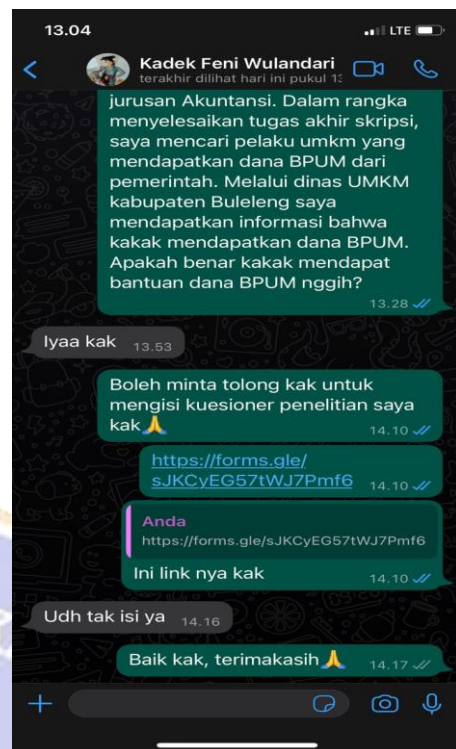 13.04
LTE
Kadek Feni Wulandari
terakhir dilihat hari ini pukul 1
jurusan Akuntansi. Dalam rangka
menyelesaikan tugas akhir skripsi,
saya mencari pelaku umkm yang
mendapatkan dana BPUM dari
pemerintah. Melalui dinas UMKM
kabupaten Buleleng saya
mendapatkan informasi bahwa
kakak mendapatkan dana BPUM.
Apakah benar kakak mendapat
bantuan dana BPUM nggih?
13.28
Iyaa kak 13.53
Boleh minta tolong kak untuk
mengisi kuesioner penelitian saya
kak🙏 14.10
https://forms.gle/
sJKCyEG57tWJ7Pmf6 14.10
Anda
https://forms.gle/sJKCyEG57tWJ7Pmf6
Ini link nya kak 14.10
Udh tak isi ya 14.16
Baik kak, terimakasih🙏 14.17